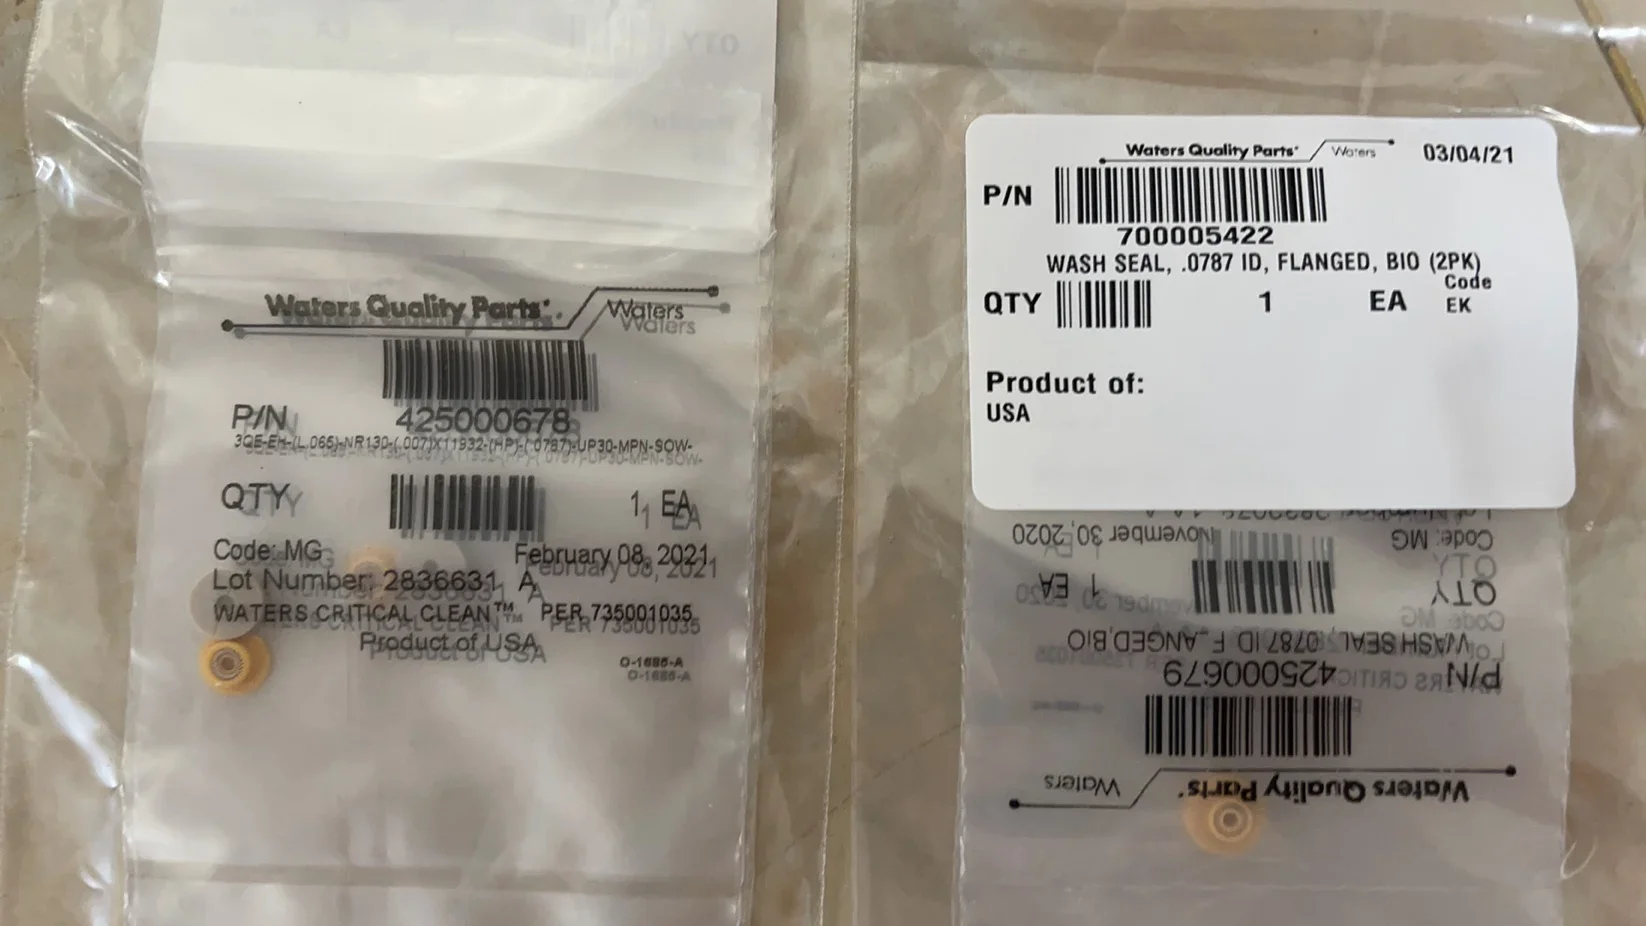 Waters Quality Parts
Waters
P/N
425000678
3QE-EH-(L.065)-NR130-(.007)X11932-(HP)-(.0787)-UP30-MPN-SOW-
QTY
1 EA
Code: MG
February 08, 2021
Lot Number: 2836631 A
WATERS CRITICAL CLEAN™ PER 735001035
Product of USA
O-1686-A
Waters Quality Parts
Waters
03/04/21
P/N
700005422
WASH SEAL, .0787 ID, FLANGED, BIO (2PK)
QTY
1
EA
Code
EK
Product of:
USA
Waters Quality Parts
Waters
P/N
425000679
WASH SEAL, .0787 ID F_ANGED,BIO
QTY
1 EA
Code: MG
November 30, 2020